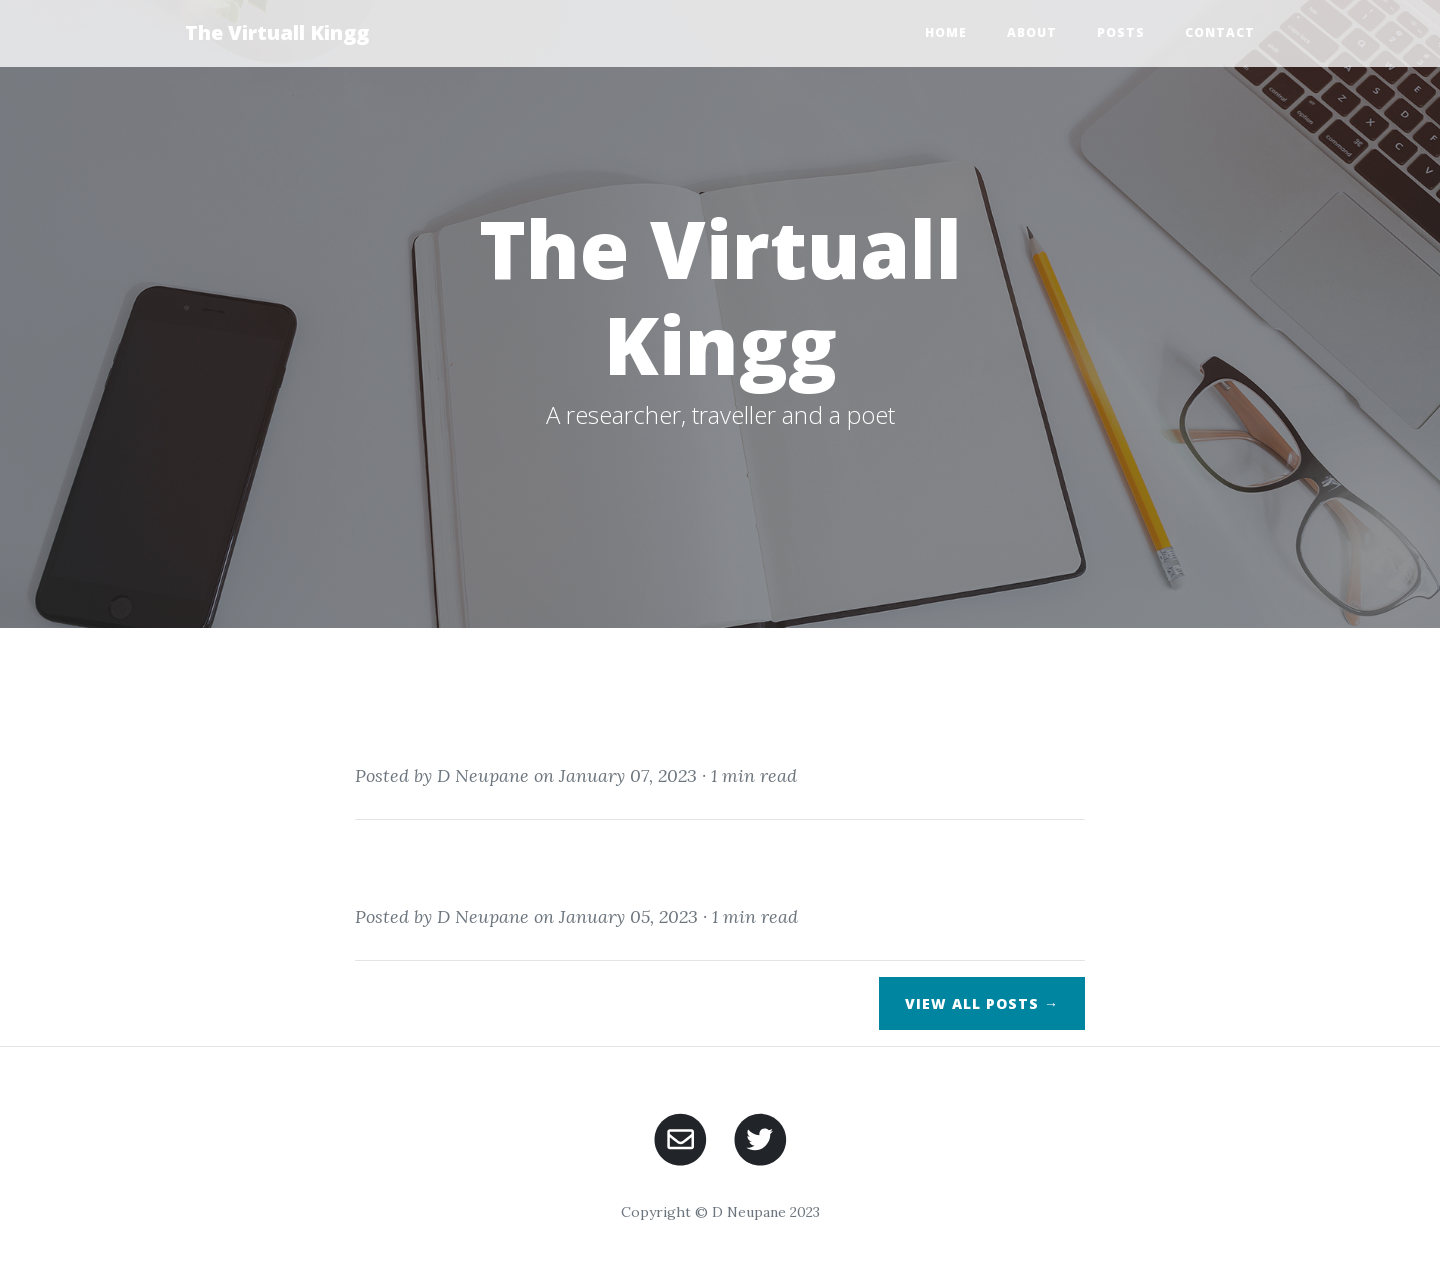 The Virtuall Kingg
HOME ABOUT POSTS CONTACT
The Virtuall
Kingg
A researcher, traveller and a poet
Posted by D Neupane on January 07, 2023 · 1 min read
Posted by D Neupane on January 05, 2023 · 1 min read
VIEW ALL POSTS →
Copyright © D Neupane 2023